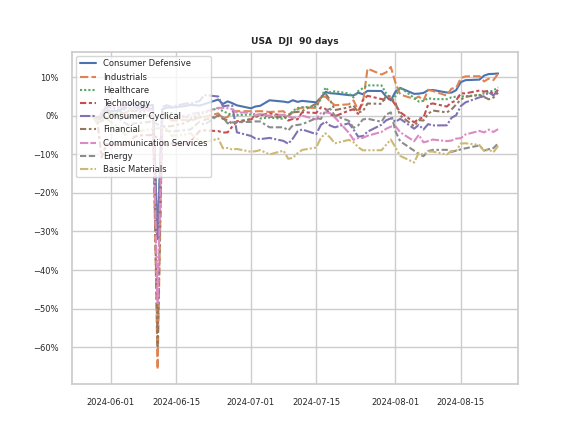 USA DJI 90 days
10%
0%
−10%
−20%
−30%
−40%
−50%
−60%
Consumer Defensive
Industrials
Healthcare
Technology
Consumer Cyclical
Financial
Communication Services
Energy
Basic Materials
2024-06-01
2024-06-15
2024-07-01
2024-07-15
2024-08-01
2024-08-15